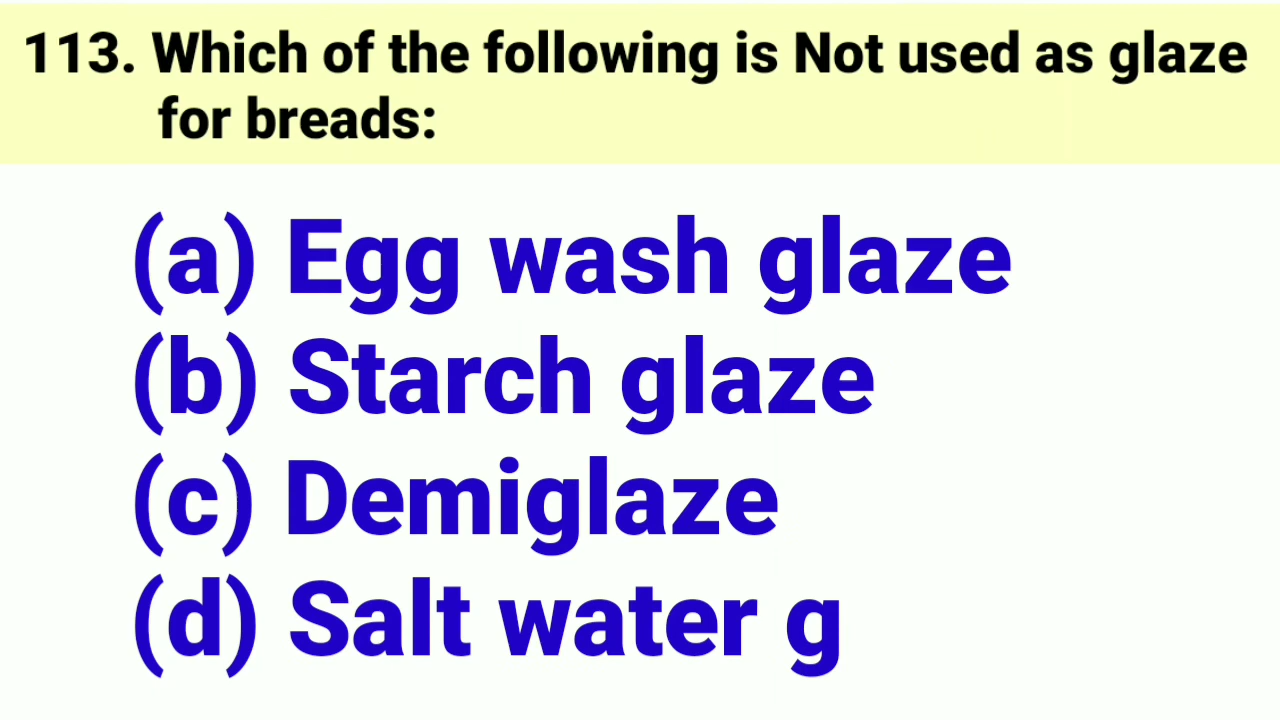 113. Which of the following is Not used as glaze
for breads:
(a) Egg wash glaze
(b) Starch glaze
(c) Demiglaze
(d) Salt water g